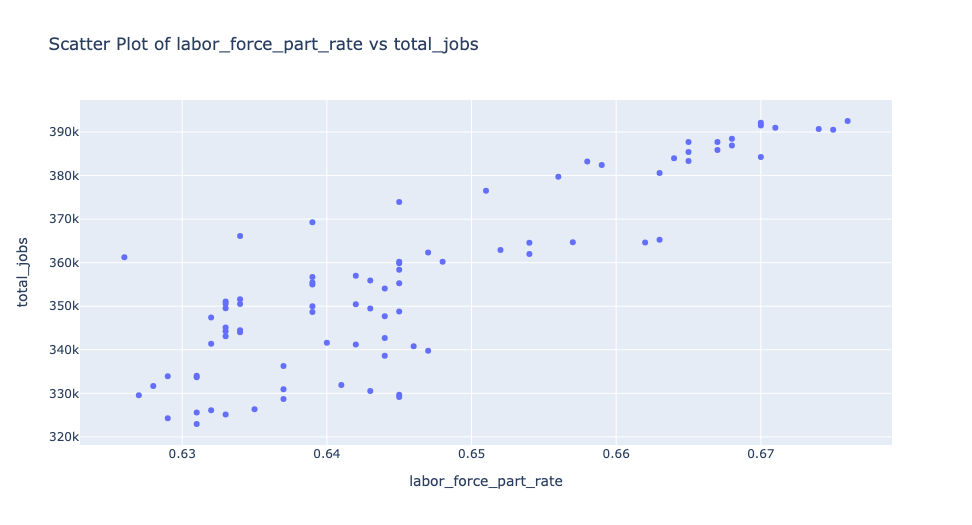 Scatter Plot of labor_force_part_rate vs total_jobs
390k
380k
370k
360k
350k
340k
330k
320k
total_jobs
0.63 0.64 0.65 0.66 0.67
labor_force_part_rate